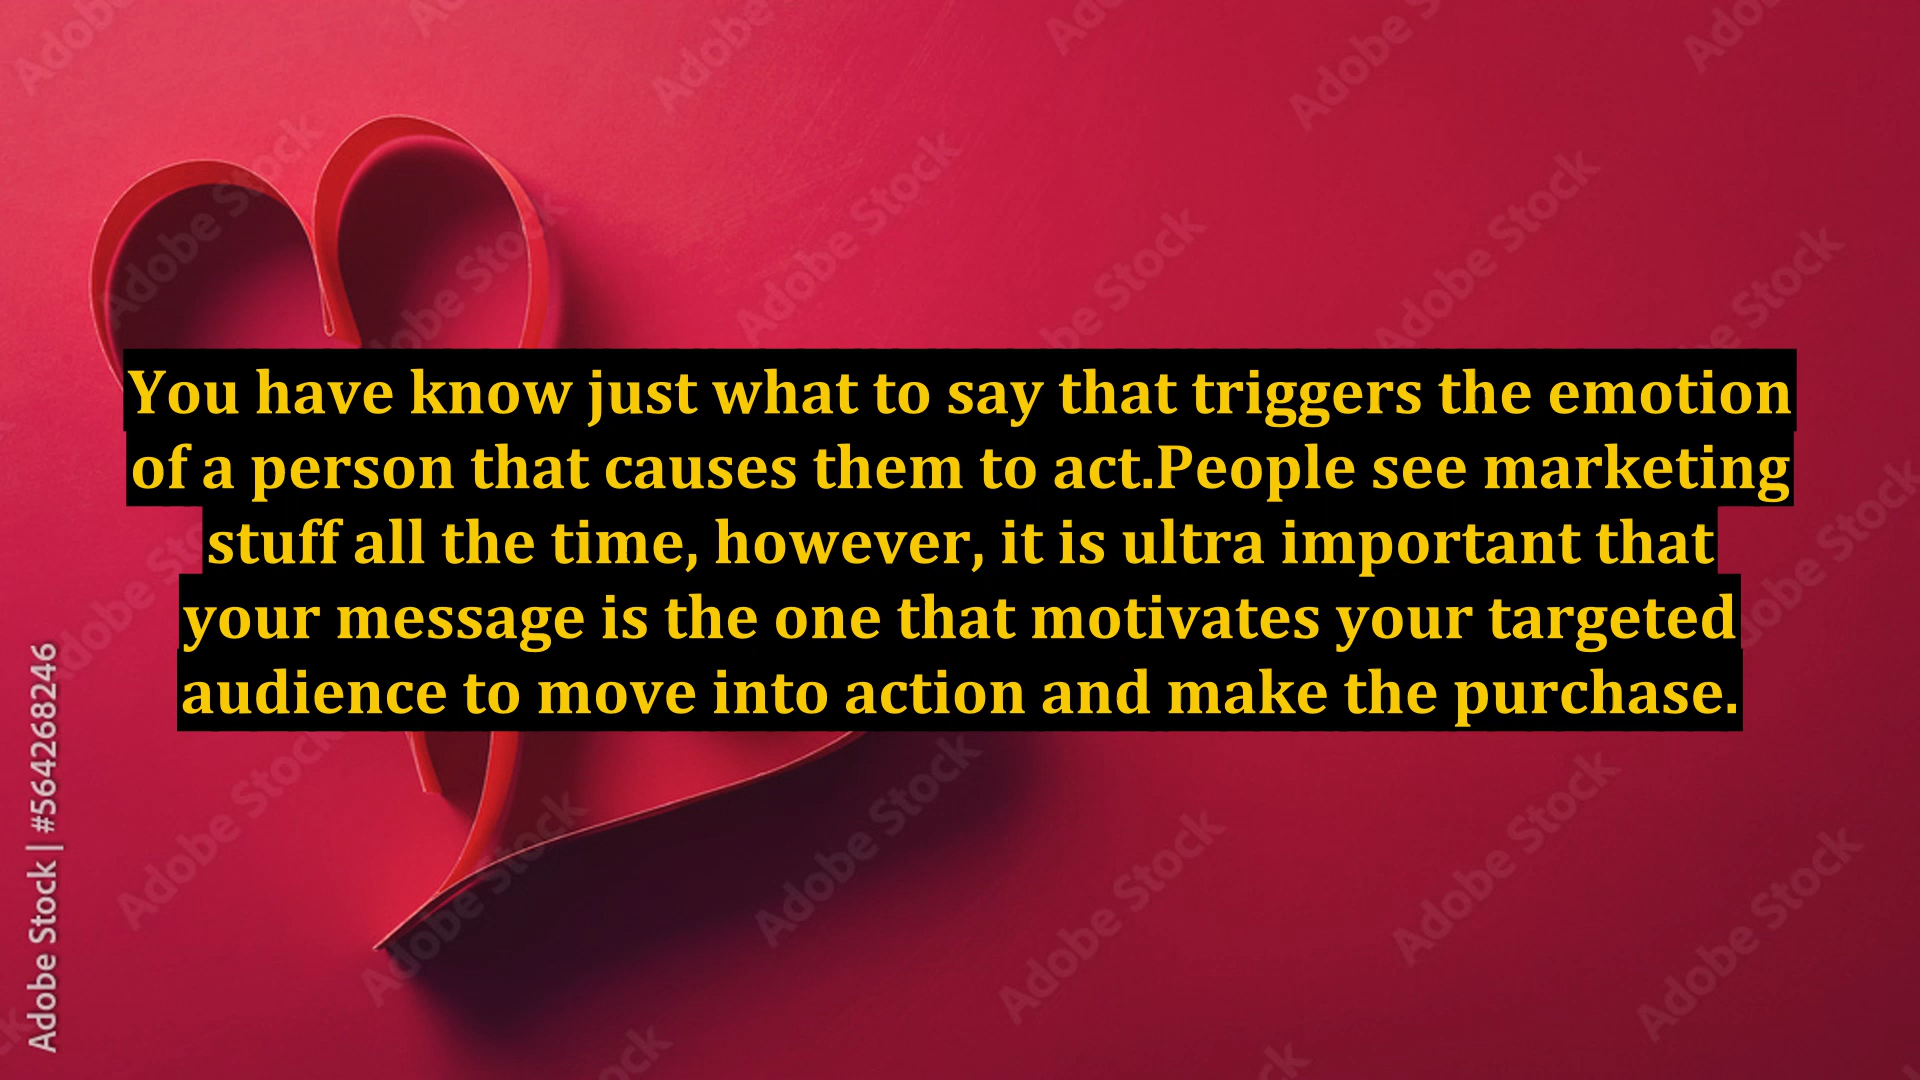 You have know just what to say that triggers the emotion
of a person that causes them to act.People see marketing
stuff all the time, however, it is ultra important that
your message is the one that motivates your targeted
audience to move into action and make the purchase.
Adobe Stock | #564268246
Adobe Stock